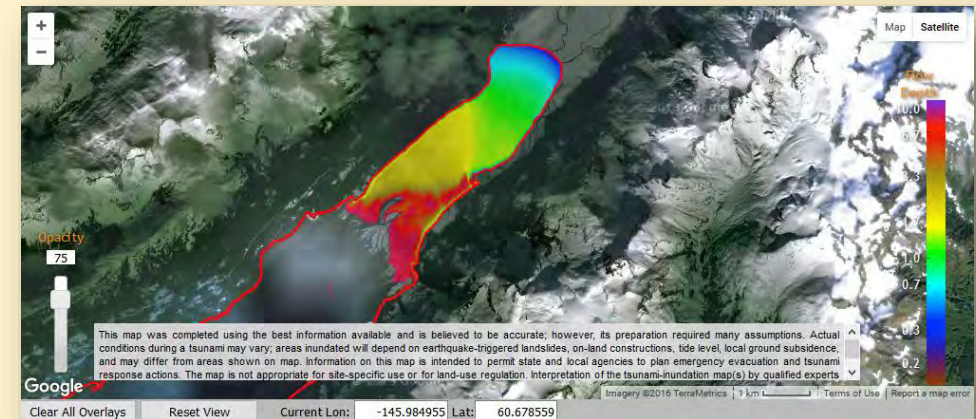 +
−
Map Satellite
Flow
Depth
10.0
1.0
0.7
0.3
0.2
Opacity
75
This map was completed using the best information available and is believed to be accurate; however, its preparation required many assumptions. Actual
conditions during a tsunami may vary; areas inundated will depend on earthquake-triggered landslides, on-land constructions, tide level, local ground subsidence,
and may differ from areas shown on map. Information on this map is intended to permit state and local agencies to plan emergency evacuation and tsunami
response actions. The map is not appropriate for site-specific use or for land-use regulation. Interpretation of the tsunami-inundation map(s) by qualified experts
Google
Imagery ©2016 TerraMetrics 1 km Terms of Use Report a map error
Clear All Overlays Reset View Current Lon: -145.984955 Lat: 60.678559